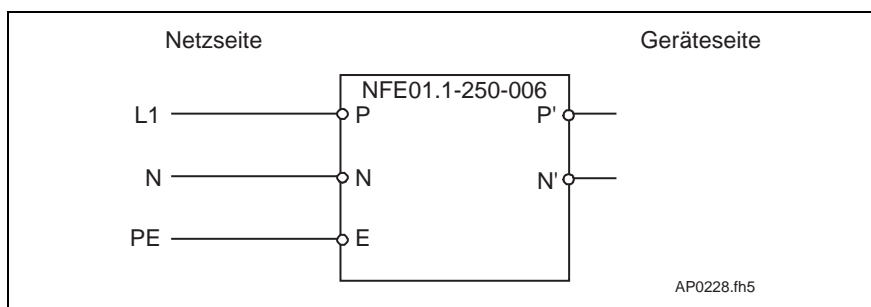 Netzseite Geräteseite
NFE01.1-250-006
L1 P P'
N N N'
PE E
AP0228.fh5